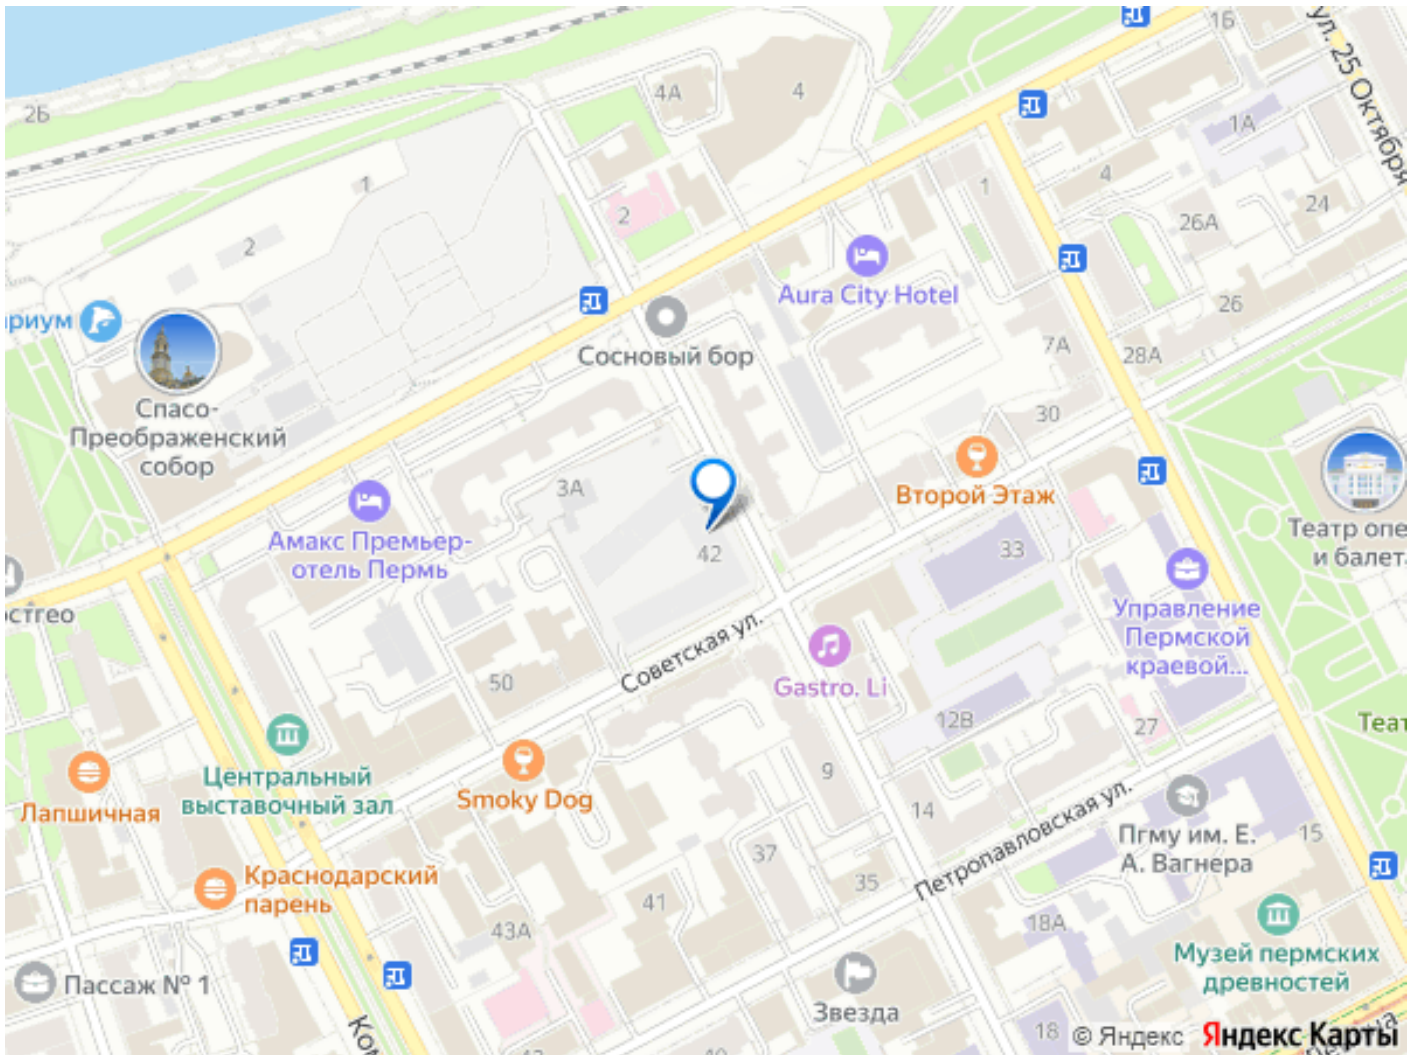 16
ул. 25 Октября
2Б
4А
4
1А
1
1
4
2
24
26А
2
Aura City Hotel
26
риум
Сосновый бор
7А
28А
Спасо-
Преображенский
собор
30
3А
Второй Этаж
Амакс Премьер-
отель Пермь
42
33
Театр опе
и балет
Управление
Пермской
краевой...
стгео
Советская ул.
Gastro. Li
50
12В
27
Теат
Центральный
выставочный зал
Лапшичная
Smoky Dog
9
14
Петропавловская ул.
Пгму им. Е.
А. Вагнера
15
37
35
Краснодарский
парень
41
43А
18А
Музей пермских
древностей
Пассаж № 1
Звезда
Ком
18
© Яндекс Яндекс Карты